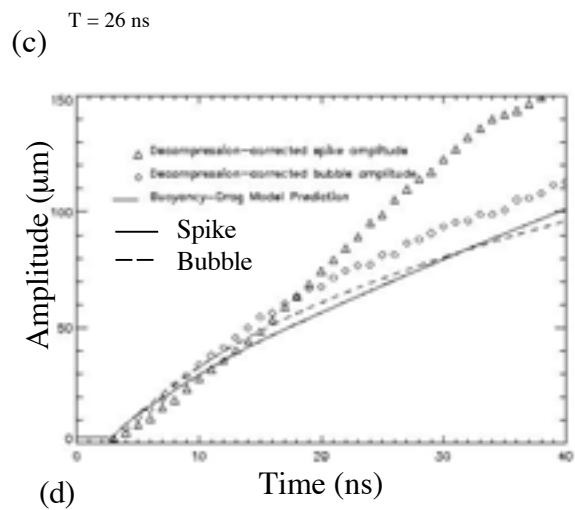 T = 26 ns
(c)
150
Decompression-corrected spike amplitude
Decompression-corrected bubble amplitude
Buoyancy-Drag Model Prediction
100
Spike
Bubble
Amplitude (μm)
50
0
0 10 20 30 40
Time (ns)
(d)